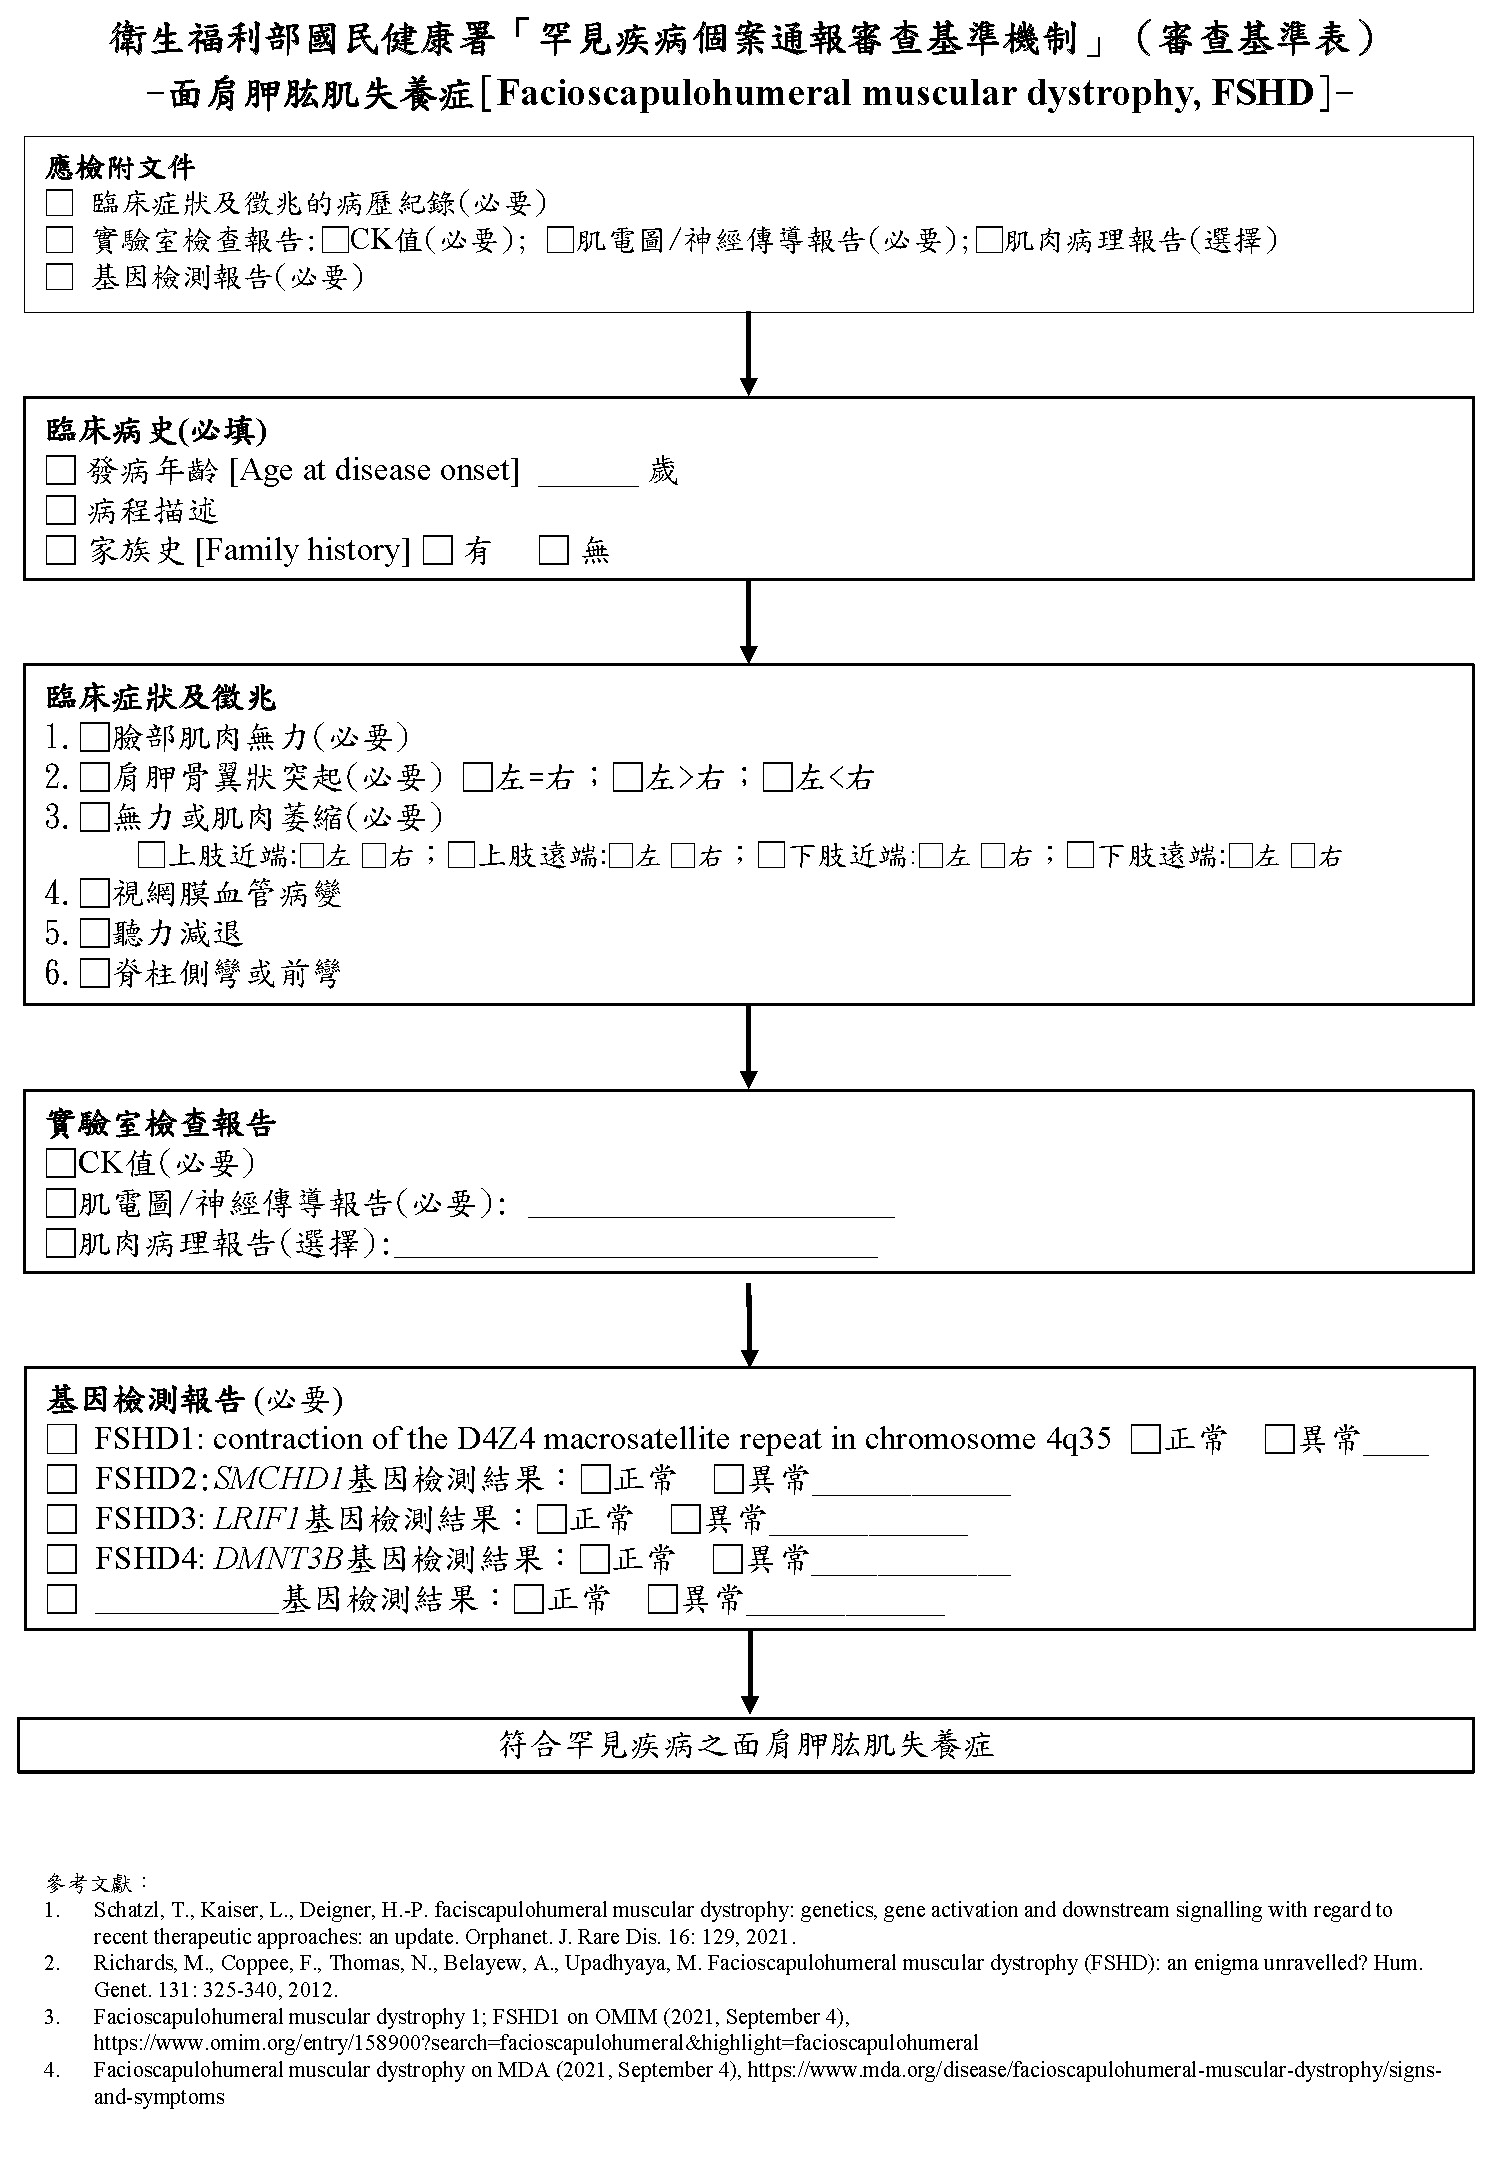 衛生福利部國民健康署「罕見疾病個案通報審查基準機制」（審查基準表）
-面肩胛肱肌失養症[Facioscapulohumeral muscular dystrophy, FSHD]-
應檢附文件
□ 臨床症狀及徵兆的病歷紀錄(必要)
□ 實驗室檢查報告:□CK值(必要); □肌電圖/神經傳導報告(必要);□肌肉病理報告(選擇)
□ 基因檢測報告(必要)
臨床病史(必填)
□ 發病年齡 [Age at disease onset] ______ 歲
□ 病程描述
□ 家族史 [Family history] □ 有 □ 無
臨床症狀及徵兆
1. □臉部肌肉無力(必要)
2. □肩胛骨翼狀突起(必要) □左=右；□左>右；□左<右
3. □無力或肌肉萎縮(必要)
□上肢近端:□左 □右；□上肢遠端:□左 □右；□下肢近端:□左 □右；□下肢遠端:□左 □右
4. □視網膜血管病變
5. □聽力減退
6. □脊柱側彎或前彎
實驗室檢查報告
□CK值(必要)
□肌電圖/神經傳導報告(必要): ______________________
□肌肉病理報告(選擇):_____________________________
基因檢測報告 (必要)
□ FSHD1: contraction of the D4Z4 macrosatellite repeat in chromosome 4q35 □正常 □異常____
□ FSHD2: SMCHD1基因檢測結果：□正常 □異常____________
□ FSHD3: LRIF1基因檢測結果：□正常 □異常____________
□ FSHD4: DMNT3B基因檢測結果：□正常 □異常____________
□ ___________基因檢測結果：□正常 □異常____________
符合罕見疾病之面肩胛肱肌失養症
參考文獻：
1. Schatzl, T., Kaiser, L., Deigner, H.-P. faciscapulohumeral muscular dystrophy: genetics, gene activation and downstream signalling with regard to
recent therapeutic approaches: an update. Orphanet. J. Rare Dis. 16: 129, 2021.
2. Richards, M., Coppee, F., Thomas, N., Belayew, A., Upadhyaya, M. Facioscapulohumeral muscular dystrophy (FSHD): an enigma unravelled? Hum.
Genet. 131: 325-340, 2012.
3. Facioscapulohumeral muscular dystrophy 1; FSHD1 on OMIM (2021, September 4),
https://www.omim.org/entry/158900?search=facioscapulohumeral&highlight=facioscapulohumeral
4. Facioscapulohumeral muscular dystrophy on MDA (2021, September 4), https://www.mda.org/disease/facioscapulohumeral-muscular-dystrophy/signs-
and-symptoms